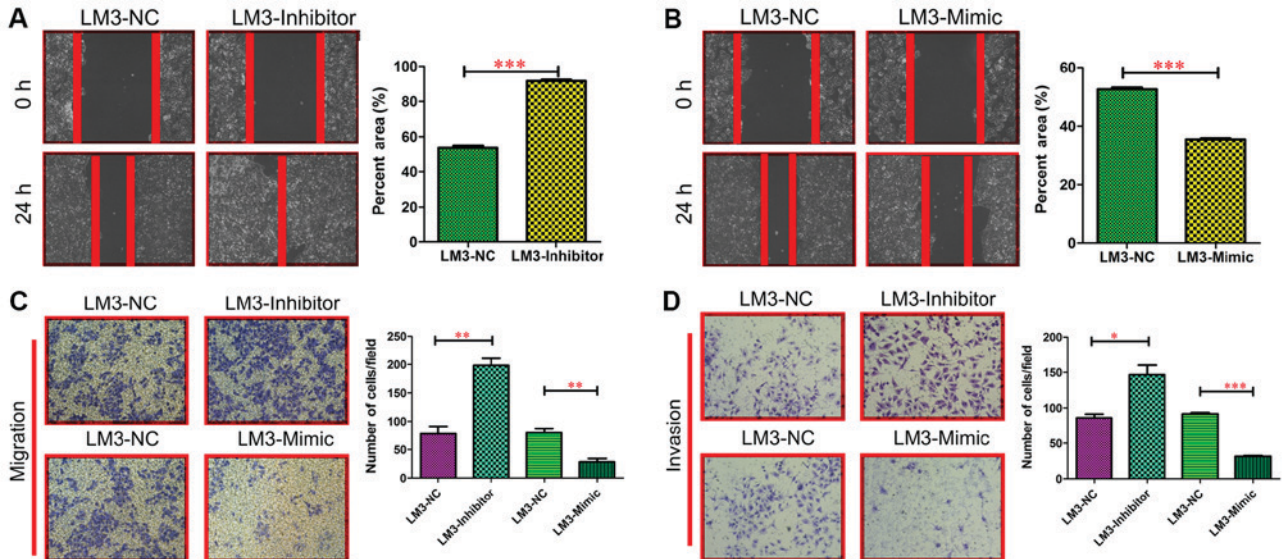 A
LM3-NC
LM3-Inhibitor
0 h
24 h
Percent area (%)
100
80
60
40
20
0
***
LM3-NC
LM3-Inhibitor
B
LM3-NC
LM3-Mimic
0 h
24 h
Percent area (%)
60
40
20
0
***
LM3-NC
LM3-Mimic
C
Migration
LM3-NC
LM3-Inhibitor
LM3-NC
LM3-Mimic
Number of cells/field
250
200
150
100
50
0
**
**
LM3-NC
LM3-Inhibitor
LM3-NC
LM3-Mimic
D
Invasion
LM3-NC
LM3-Inhibitor
LM3-NC
LM3-Mimic
Number of cells/field
200
150
100
50
0
*
***
LM3-NC
LM3-Inhibitor
LM3-NC
LM3-Mimic